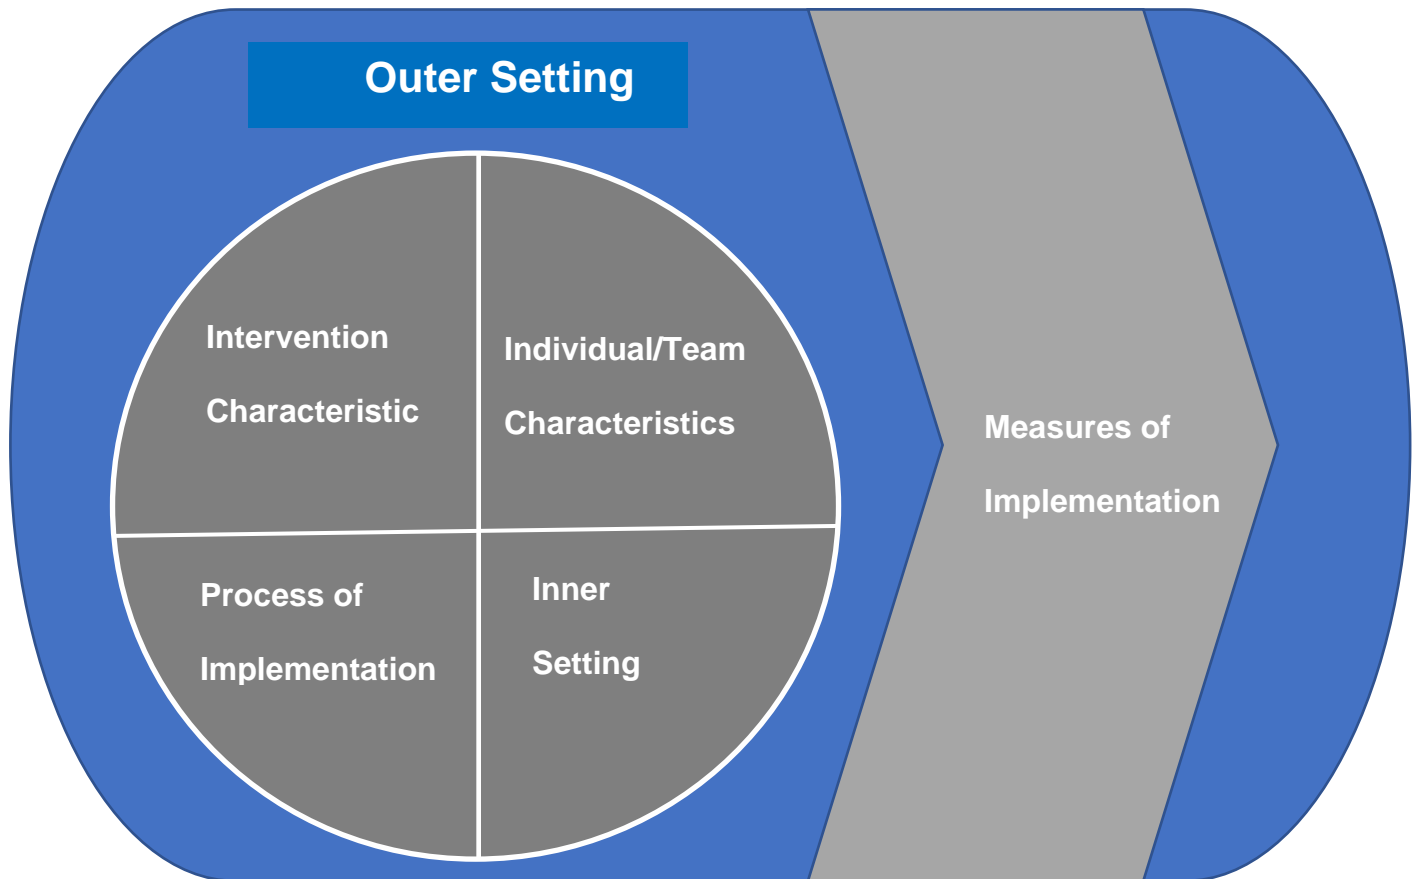 Outer Setting
Intervention
Characteristic
Individual/Team
Characteristics
Process of
Implementation
Inner
Setting
Measures of
Implementation